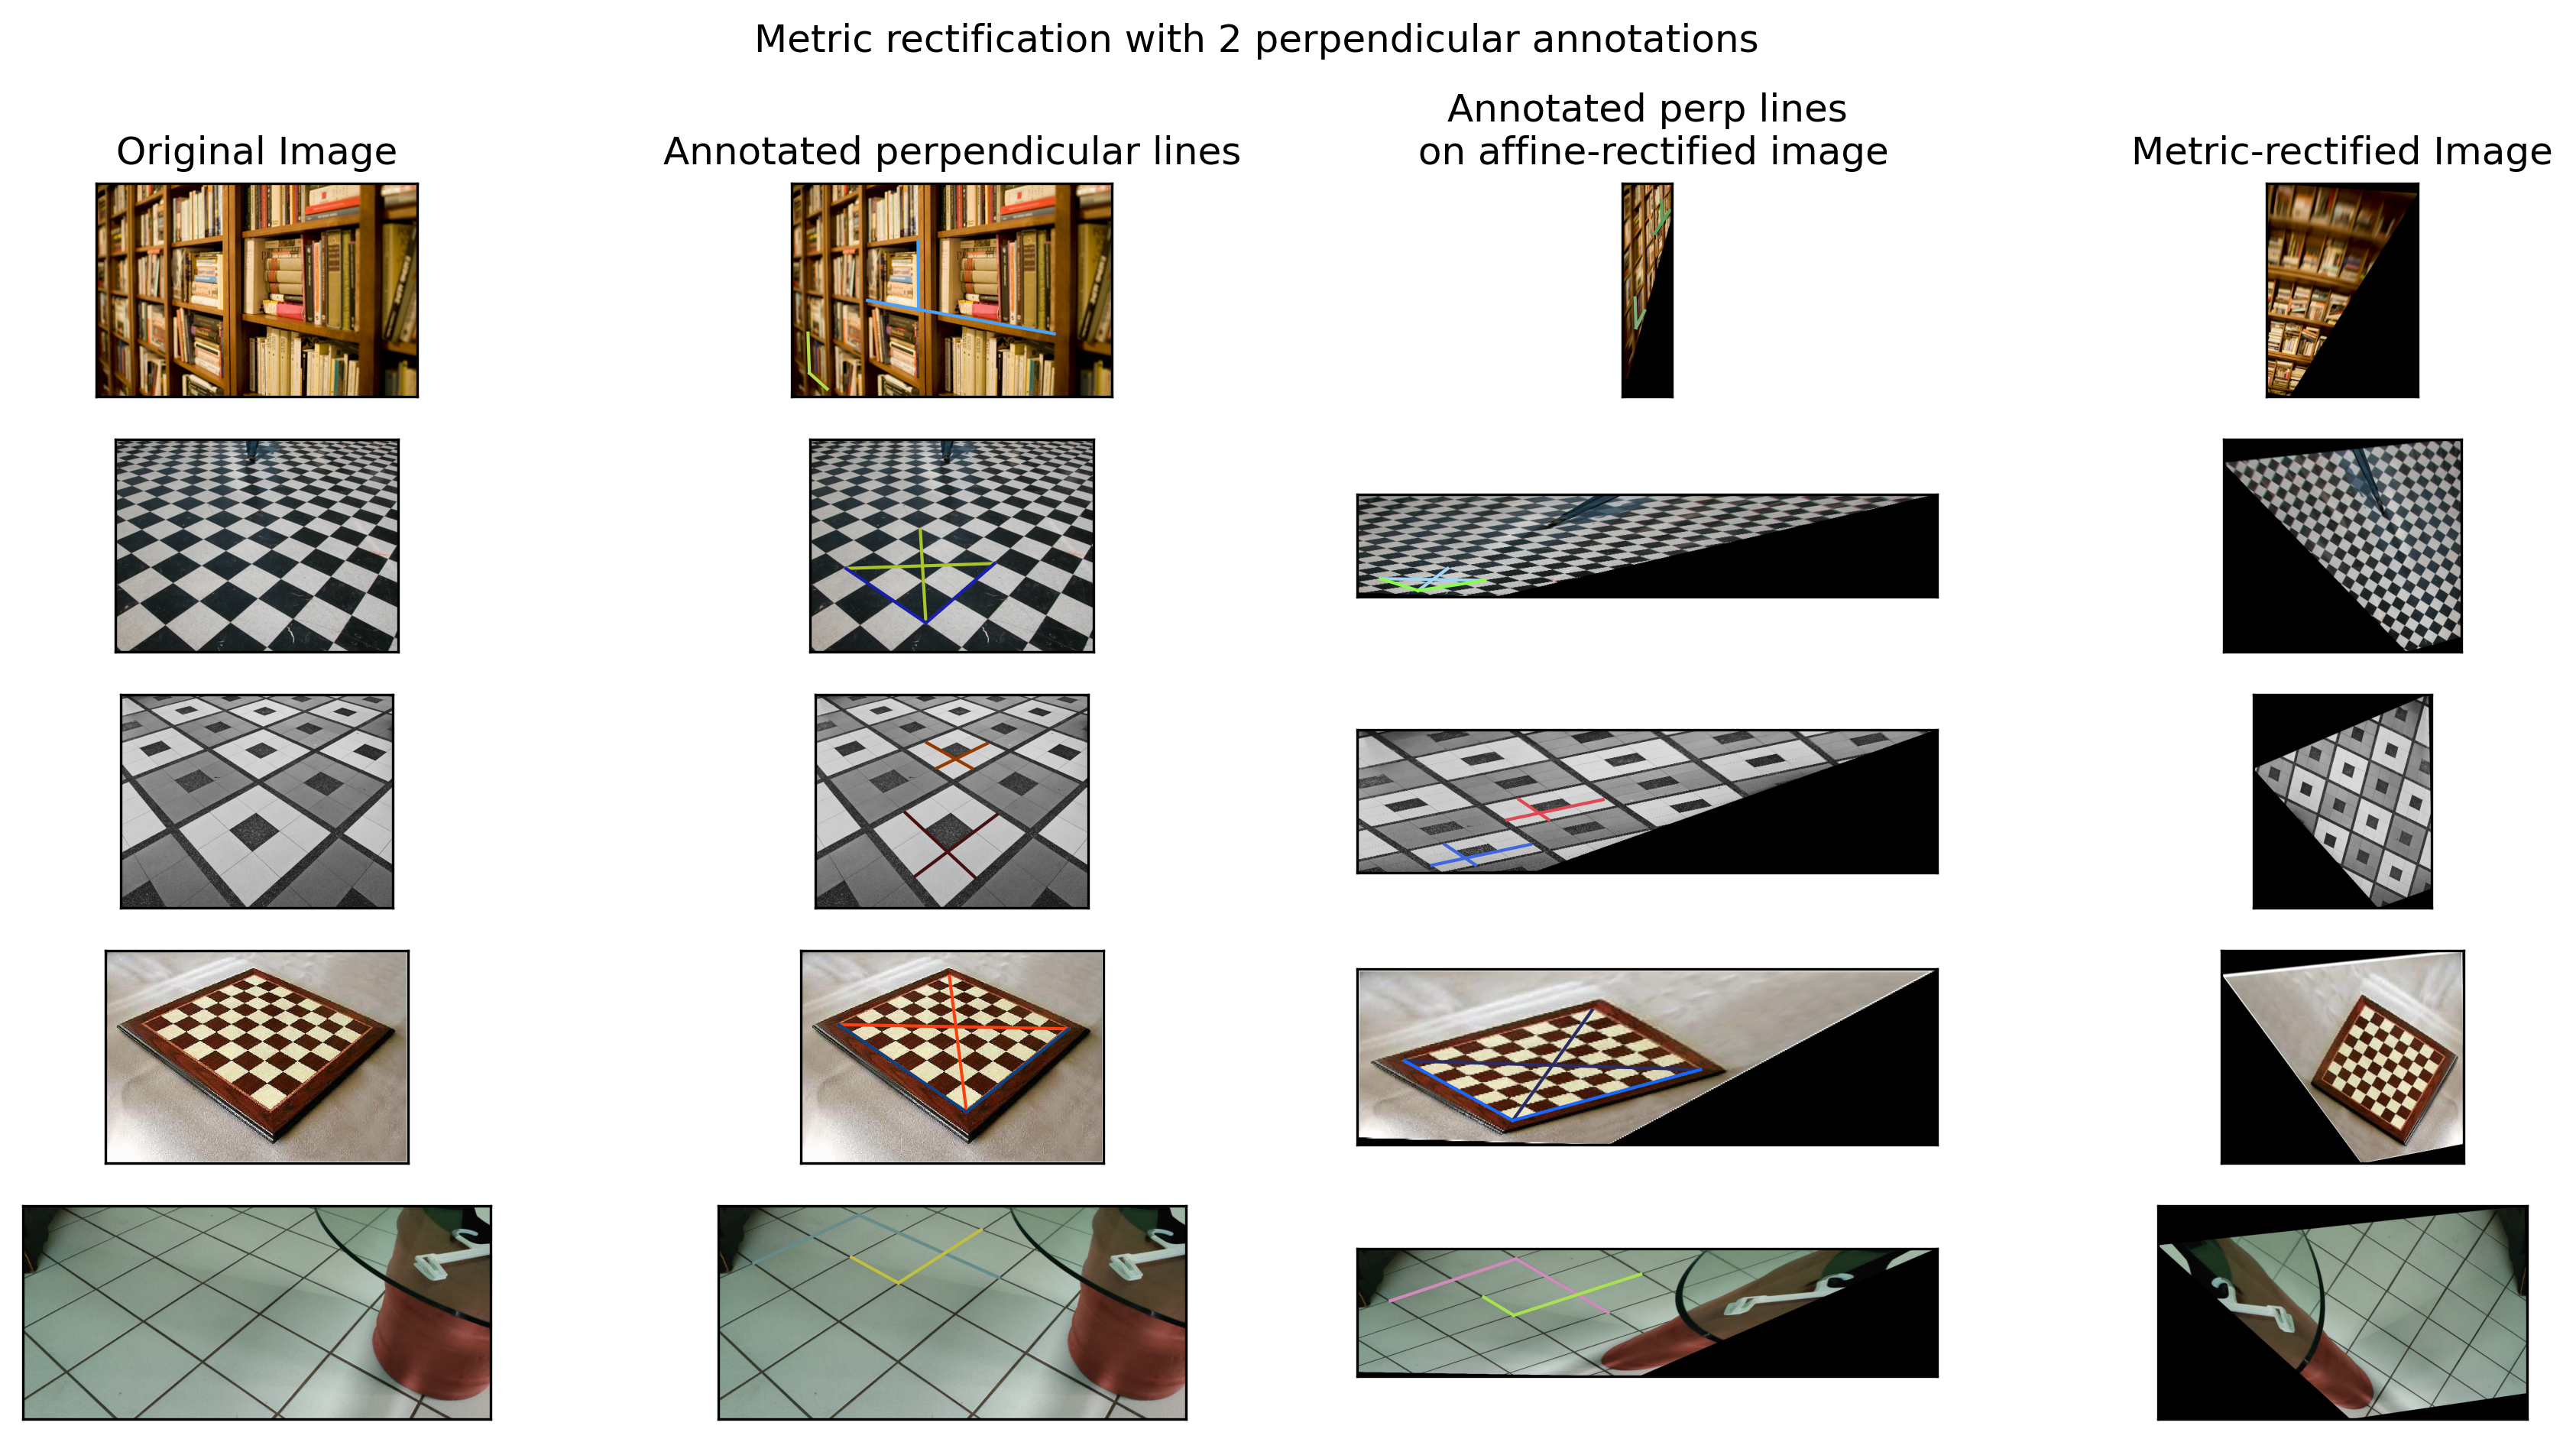 Metric rectification with 2 perpendicular annotations
Original Image
Annotated perpendicular lines
Annotated perp lines
on affine-rectified image
Metric-rectified Image